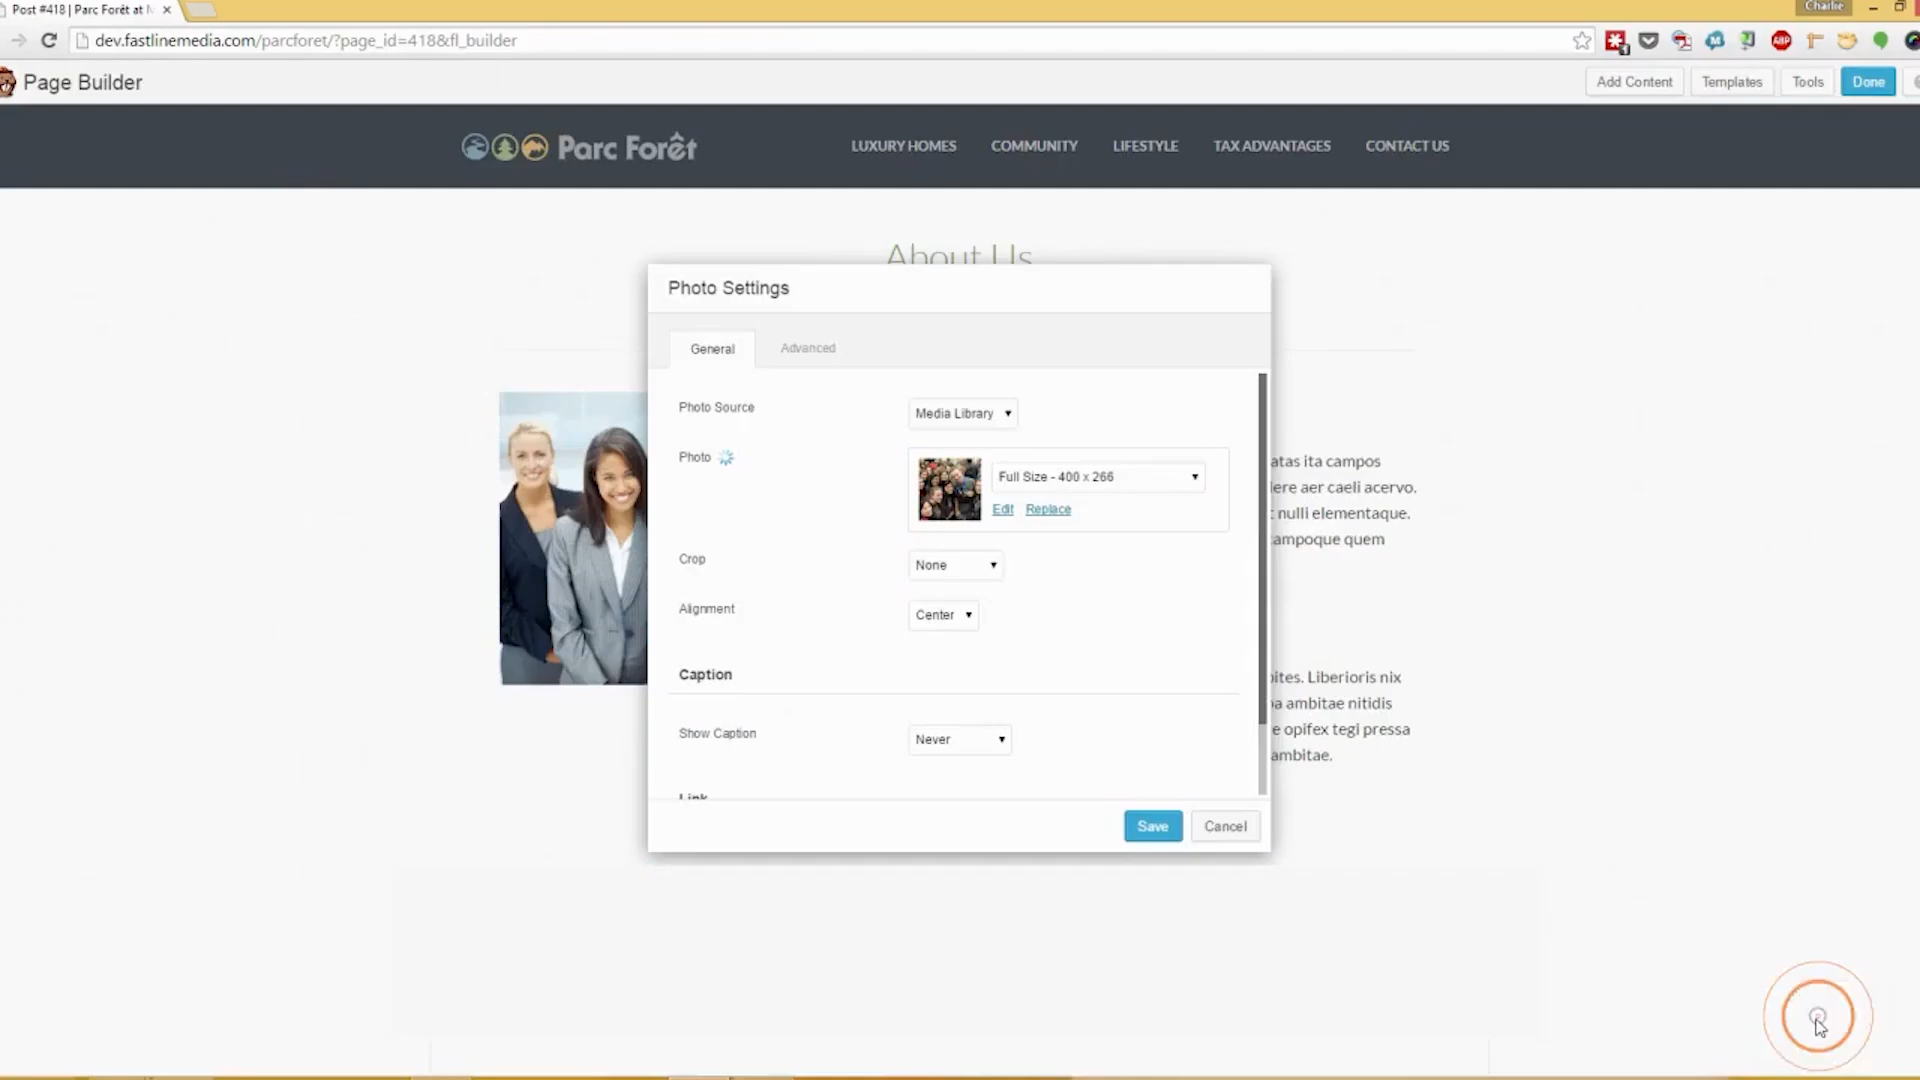 Post #418 | Parc Forêt at
Charlie
dev.fastlinemedia.com/parcforet/?page_id=418&fl_builder
ABP
Page Builder
Add Content
Templates
Tools
Done
Parc Forêt
LUXURY HOMES
COMMUNITY
LIFESTYLE
TAX ADVANTAGES
CONTACT US
About Us
Photo Settings
General
Advanced
Photo Source
Media Library
Photo
Full Size - 400 x 266
Edit Replace
Crop
None
Alignment
Center
Caption
Show Caption
Never
Link
Save
Cancel
atas ita campos
ere aer caeli acervo.
nulli elementaque.
ampoque quem
ites. Liberioris nix
a ambitae nitidis
e opifex tegi pressa
ambitae.